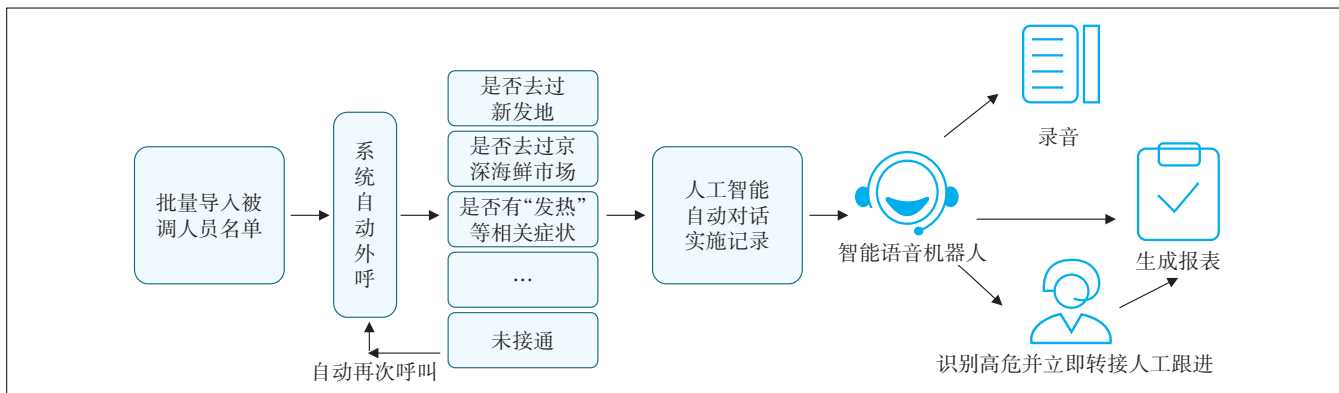 批量导入被
调人员名单
系
统
自
动
外
呼
自动再次呼叫
是否去过
新发地
是否去过京
深海鲜市场
是否有“发热”
等相关症状
…
未接通
人工智能
自动对话
实施记录
智能语音机器人
录音
生成报表
识别高危并立即转接人工跟进